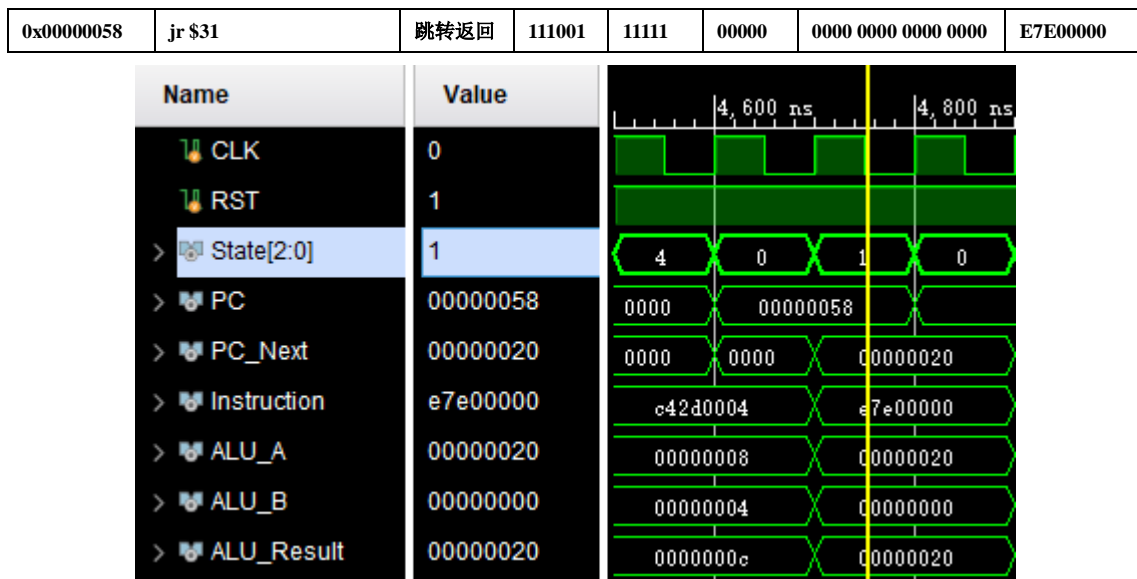 0x00000058 jr $31 跳转返回 111001 11111 00000 0000 0000 0000 0000 E7E00000
Name Value 4,600 ns 4,800 ns
CLK 0
RST 1
State[2:0] 1 4 0 1 0
PC 00000058 0000 00000058
PC_Next 00000020 0000 0000 00000020
Instruction e7e00000 c42d0004 e7e00000
ALU_A 00000020 00000008 00000020
ALU_B 00000000 00000004 00000000
ALU_Result 00000020 0000000c 00000020